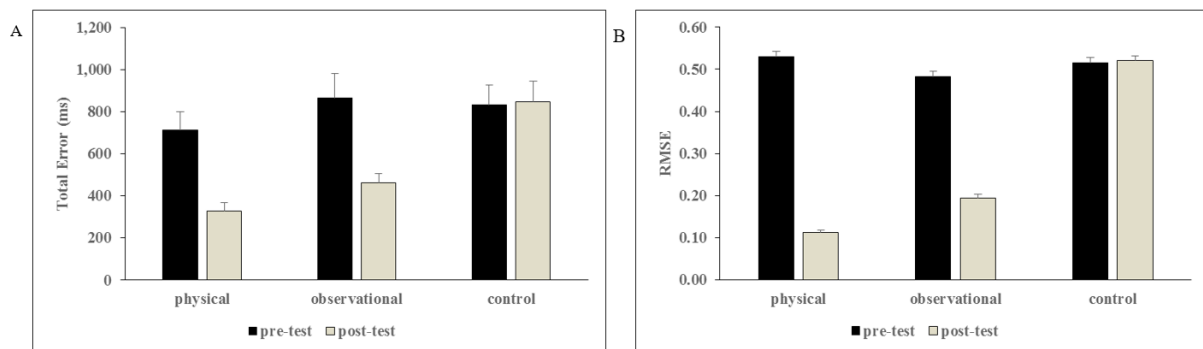 A
Total Error (ms)
1,200
1,000
800
600
400
200
0
physical observational control
pre-test post-test
B
RMSE
0.60
0.50
0.40
0.30
0.20
0.10
0.00
physical observational control
pre-test post-test